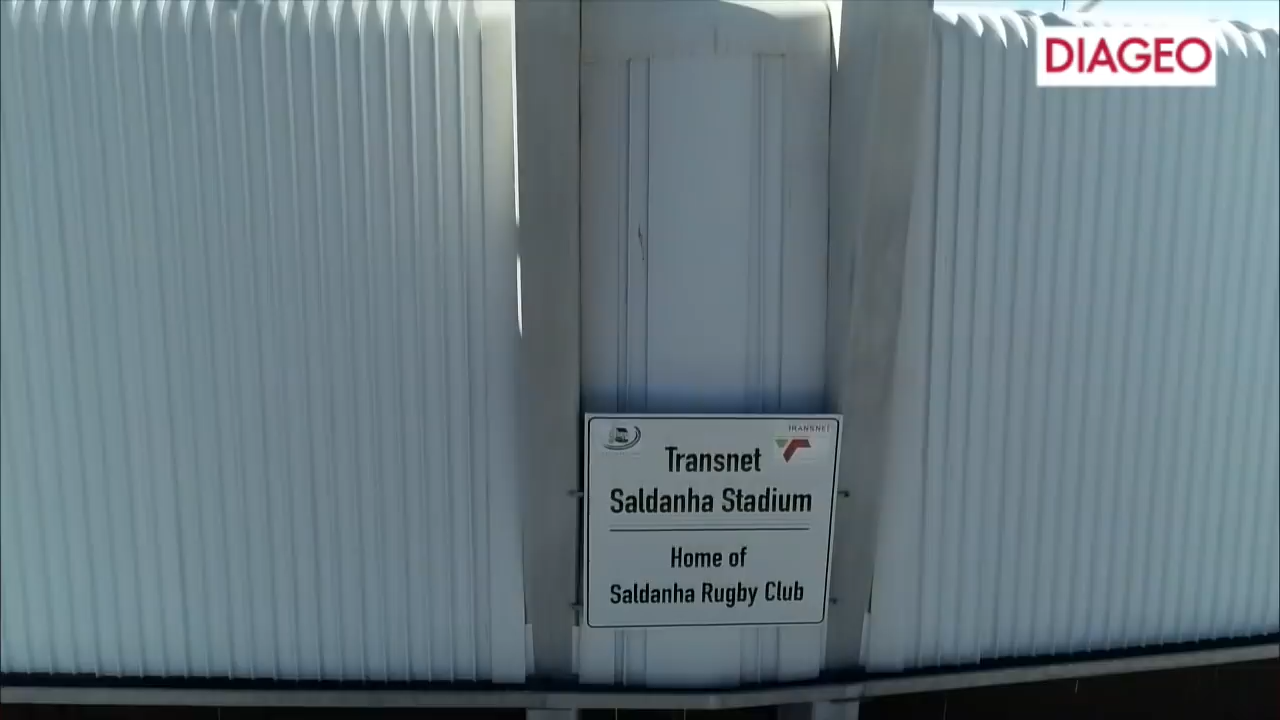 DIAGEO
TRANSNET
Transnet
Saldanha Stadium
Home of
Saldanha Rugby Club